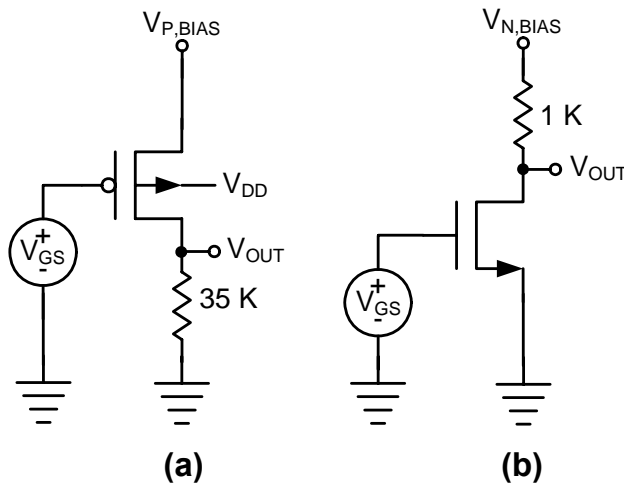 V_P,BIAS
V_DD
+
V_GS
-
V_OUT
35 K
(a)
V_N,BIAS
1 K
V_OUT
+
V_GS
-
(b)